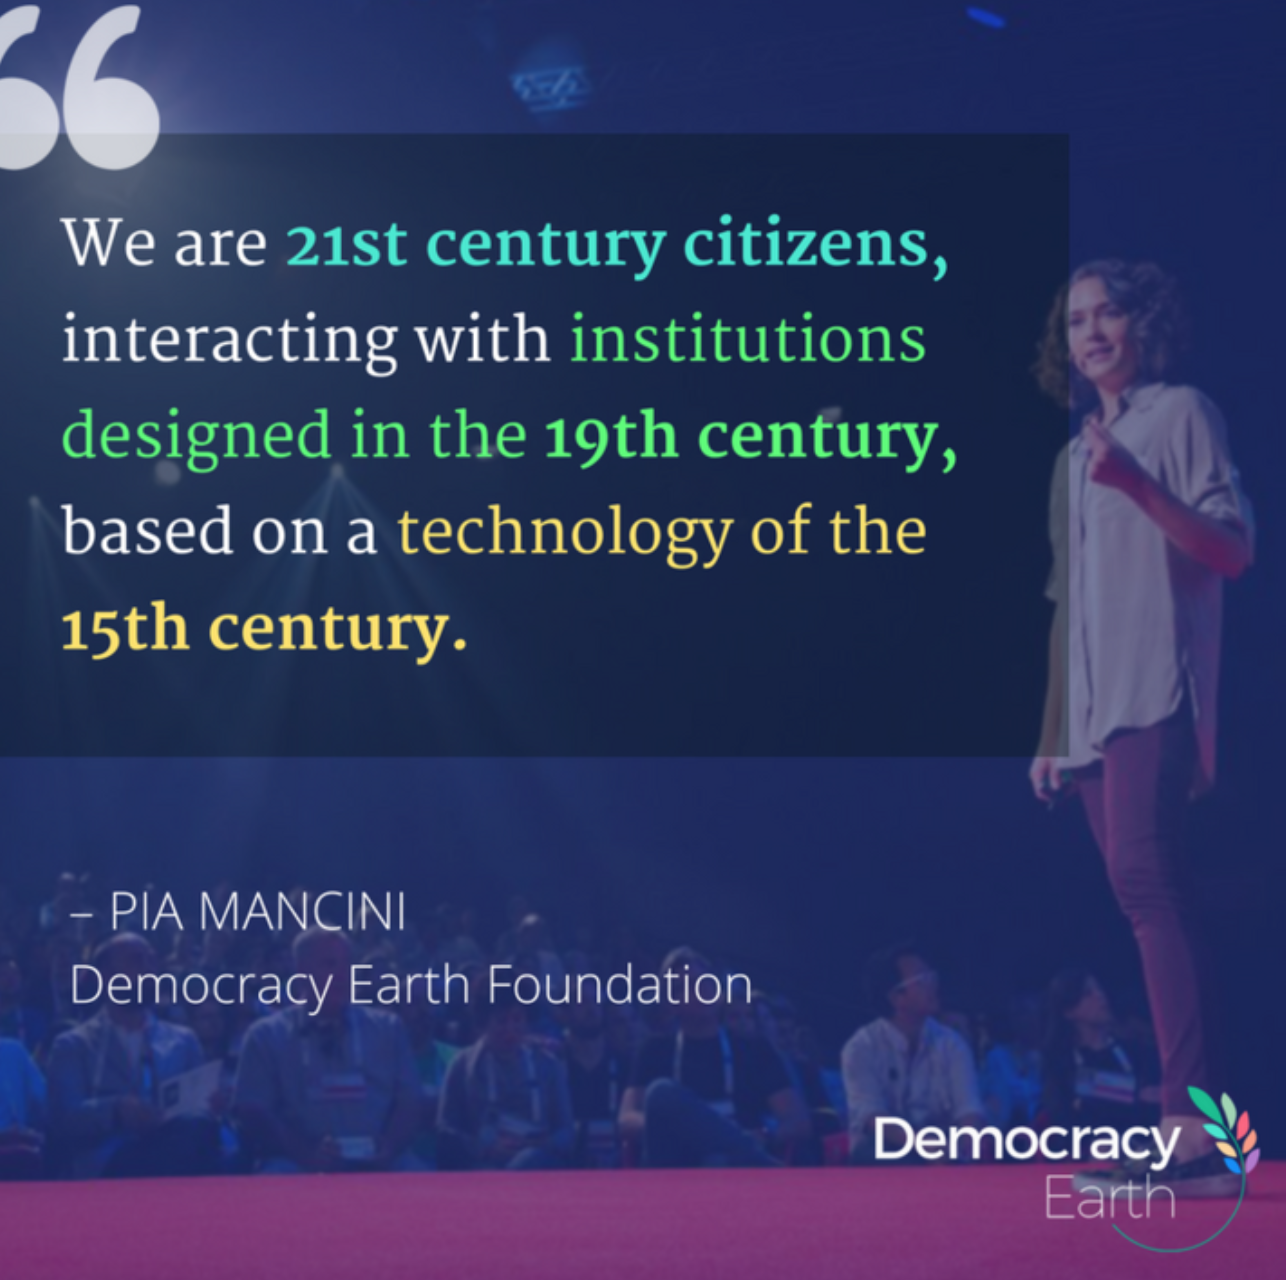 “
We are 21st century citizens,
interacting with institutions
designed in the 19th century,
based on a technology of the
15th century.
– PIA MANCINI
Democracy Earth Foundation
Democracy
Earth